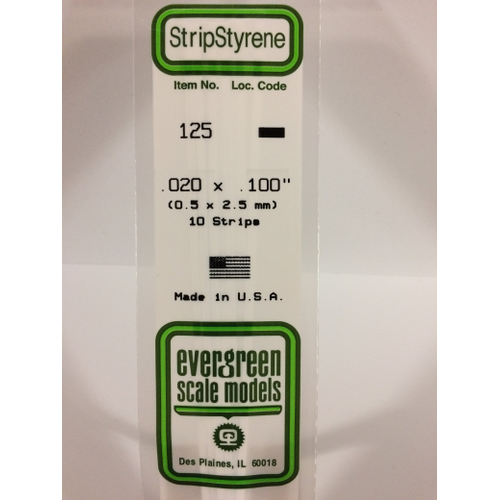 StripStyrene
Item No. Loc. Code
125
.020 x .100"
(0.5 x 2.5 mm)
10 Strips
Made in U.S.A.
evergreen
scale models
Des Plaines, IL 60018